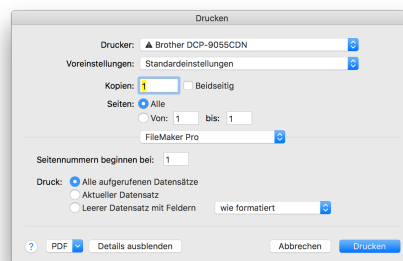 Drucken
Drucker: Brother DCP-9055CDN
Voreinstellungen: Standardeinstellungen
Kopien: 1 Beidseitig
Seiten: Alle
Von: 1 bis: 1
FileMaker Pro
Seitennummern beginnen bei: 1
Druck: Alle aufgerufenen Datensätze
Aktueller Datensatz
Leerer Datensatz mit Feldern wie formatiert
? PDF Details ausblenden Abbrechen Drucken